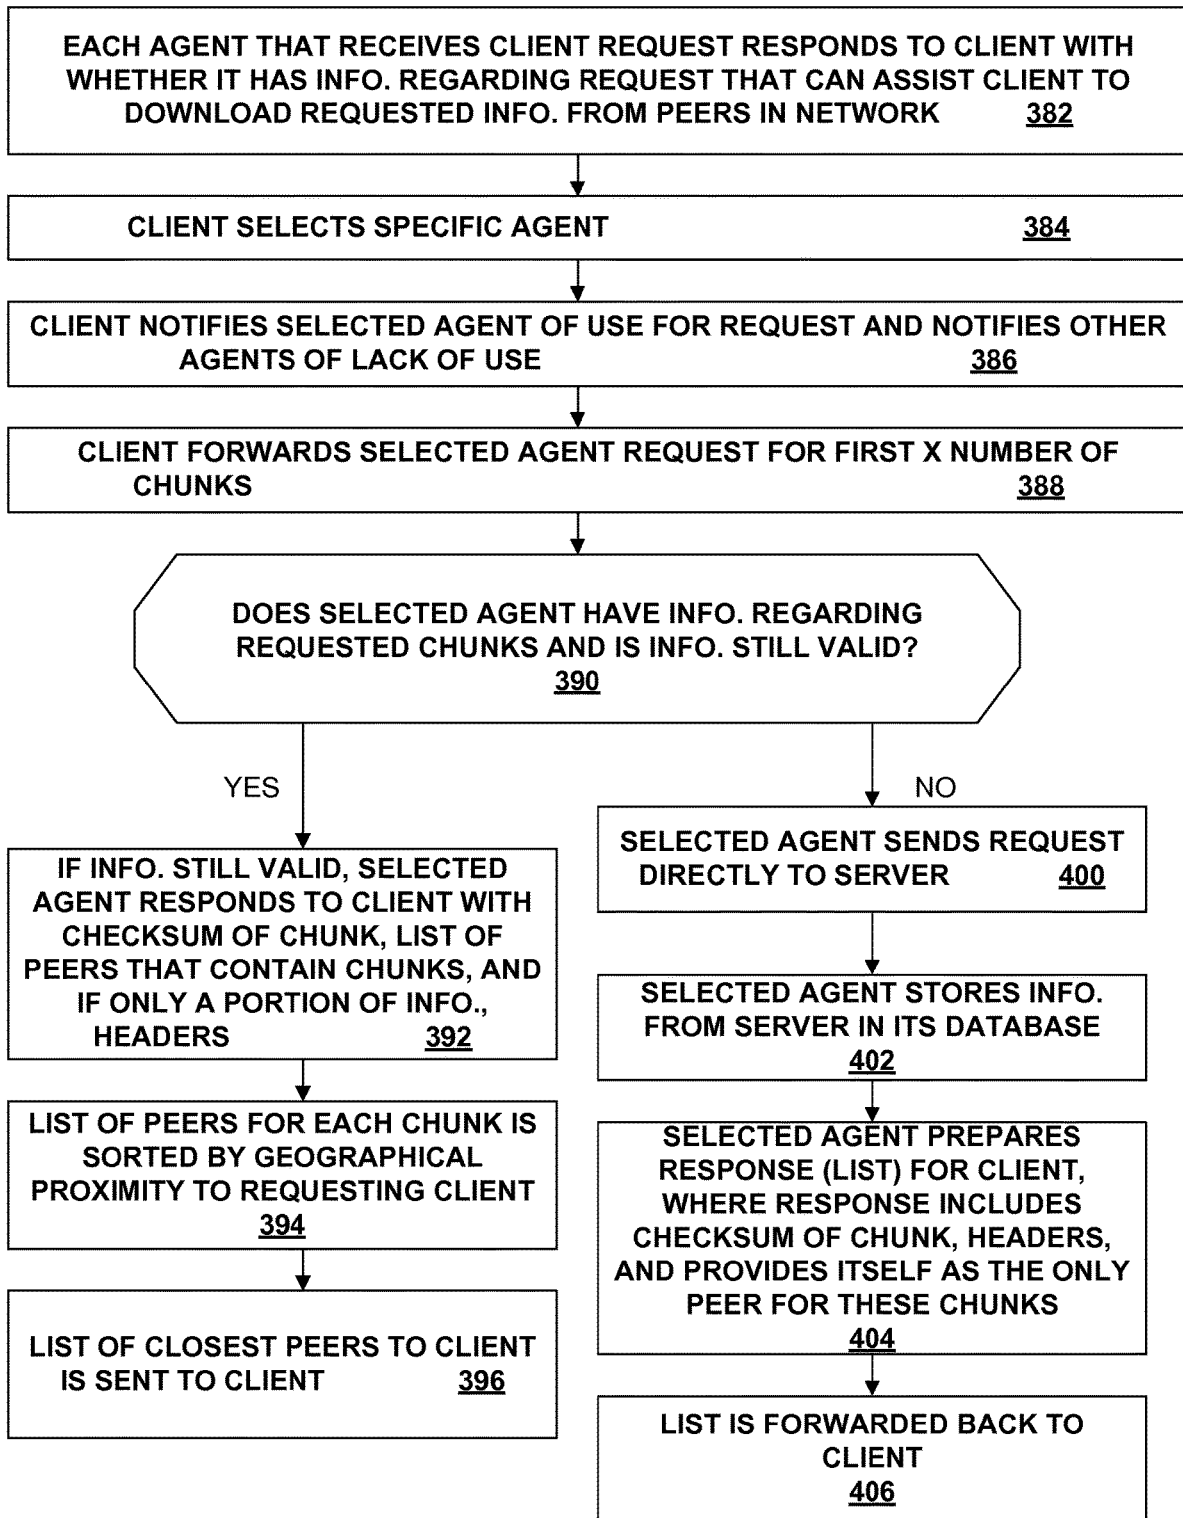 EACH AGENT THAT RECEIVES CLIENT REQUEST RESPONDS TO CLIENT WITH
WHETHER IT HAS INFO. REGARDING REQUEST THAT CAN ASSIST CLIENT TO
DOWNLOAD REQUESTED INFO. FROM PEERS IN NETWORK 382
CLIENT SELECTS SPECIFIC AGENT 384
CLIENT NOTIFIES SELECTED AGENT OF USE FOR REQUEST AND NOTIFIES OTHER
AGENTS OF LACK OF USE 386
CLIENT FORWARDS SELECTED AGENT REQUEST FOR FIRST X NUMBER OF
CHUNKS 388
DOES SELECTED AGENT HAVE INFO. REGARDING
REQUESTED CHUNKS AND IS INFO. STILL VALID?
390
YES
IF INFO. STILL VALID, SELECTED
AGENT RESPONDS TO CLIENT WITH
CHECKSUM OF CHUNK, LIST OF
PEERS THAT CONTAIN CHUNKS, AND
IF ONLY A PORTION OF INFO.,
HEADERS 392
LIST OF PEERS FOR EACH CHUNK IS
SORTED BY GEOGRAPHICAL
PROXIMITY TO REQUESTING CLIENT
394
LIST OF CLOSEST PEERS TO CLIENT
IS SENT TO CLIENT 396
NO
SELECTED AGENT SENDS REQUEST
DIRECTLY TO SERVER 400
SELECTED AGENT STORES INFO.
FROM SERVER IN ITS DATABASE
402
SELECTED AGENT PREPARES
RESPONSE (LIST) FOR CLIENT,
WHERE RESPONSE INCLUDES
CHECKSUM OF CHUNK, HEADERS,
AND PROVIDES ITSELF AS THE ONLY
PEER FOR THESE CHUNKS
404
LIST IS FORWARDED BACK TO
CLIENT
406